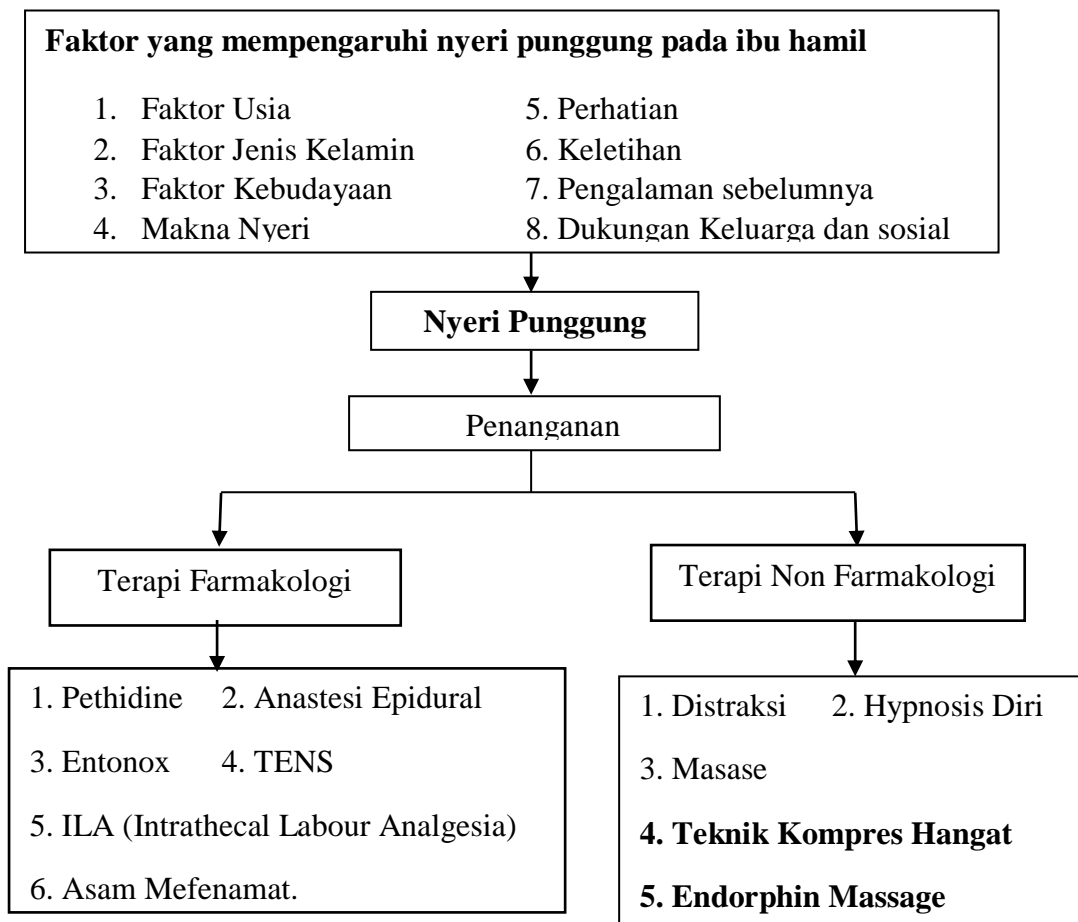 Faktor yang mempengaruhi nyeri punggung pada ibu hamil
1. Faktor Usia
2. Faktor Jenis Kelamin
3. Faktor Kebudayaan
4. Makna Nyeri
5. Perhatian
6. Keletihan
7. Pengalaman sebelumnya
8. Dukungan Keluarga dan sosial
Nyeri Punggung
Penanganan
Terapi Farmakologi
1. Pethidine 2. Anastesi Epidural
3. Entonox 4. TENS
5. ILA (Intrathecal Labour Analgesia)
6. Asam Mefenamat.
Terapi Non Farmakologi
1. Distraksi 2. Hypnosis Diri
3. Masase
4. Teknik Kompres Hangat
5. Endorphin Massage